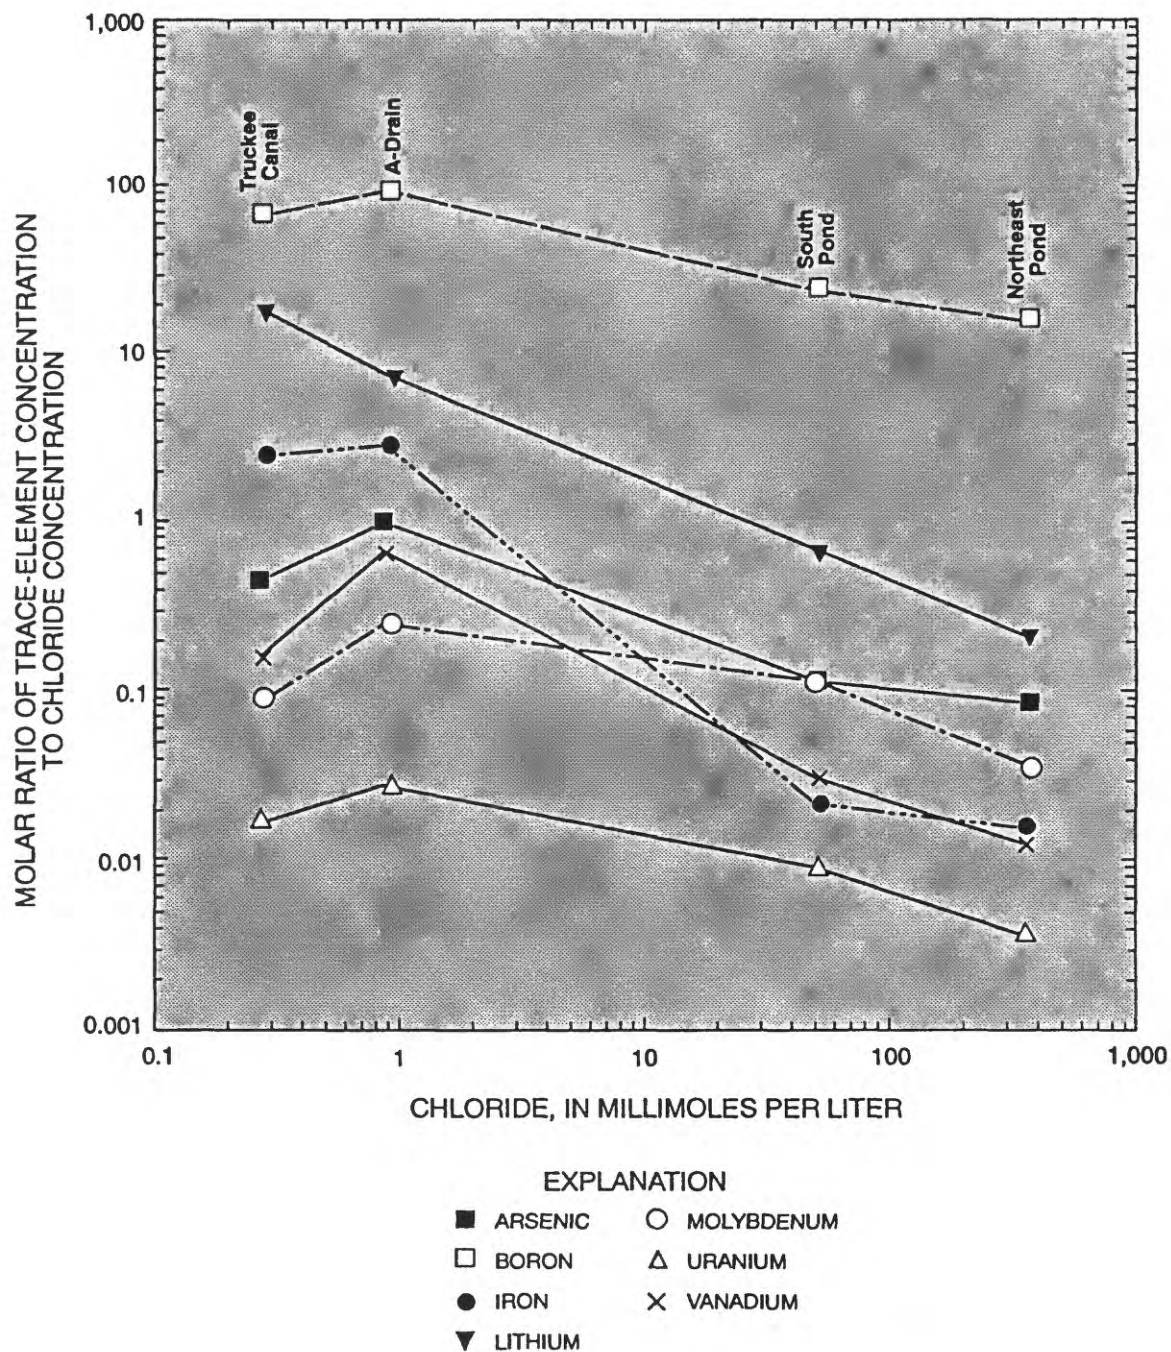 1,000
100
10
1
0.1
0.01
0.001
MOLAR RATIO OF TRACE-ELEMENT CONCENTRATION
TO CHLORIDE CONCENTRATION
Truckee
Canal
A-Drain
South
Pond
Northeast
Pond
0.1
1
10
100
1,000
CHLORIDE, IN MILLIMOLES PER LITER
EXPLANATION
ARSENIC
MOLYBDENUM
BORON
URANIUM
IRON
VANADIUM
LITHIUM